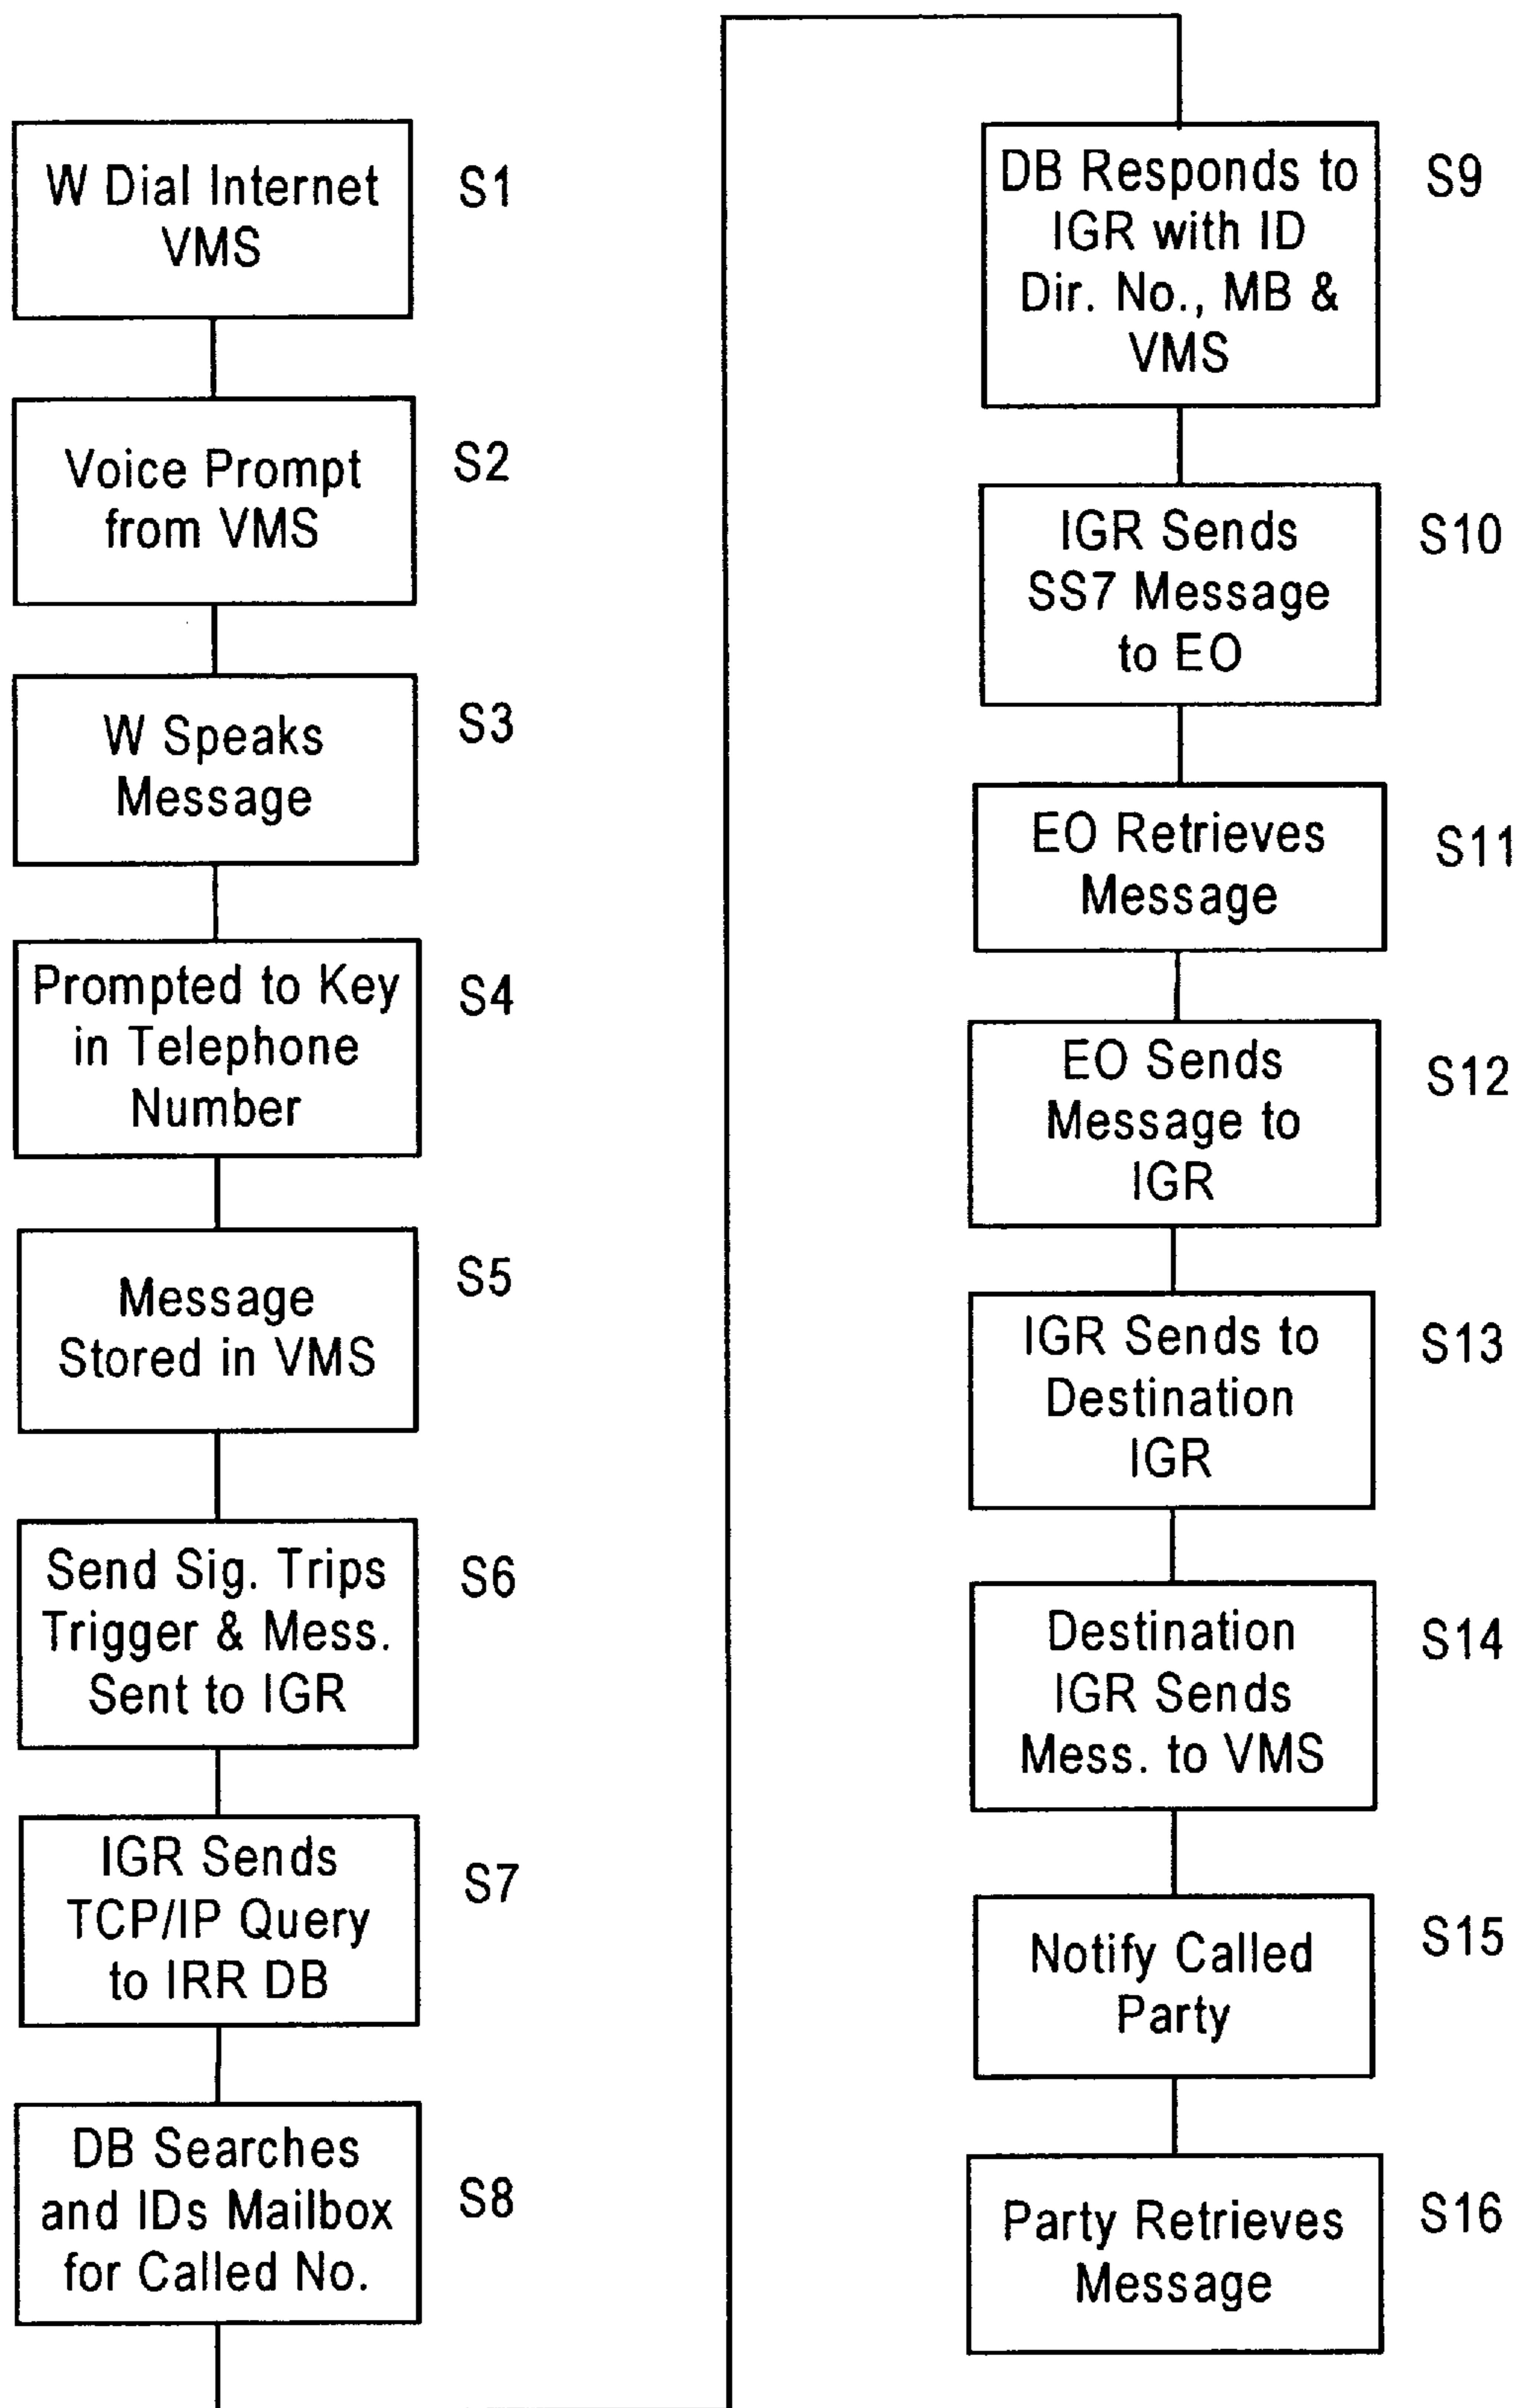 W Dial Internet
VMS
S1
Voice Prompt
from VMS
S2
W Speaks
Message
S3
Prompted to Key
in Telephone
Number
S4
Message
Stored in VMS
S5
Send Sig. Trips
Trigger & Mess.
Sent to IGR
S6
IGR Sends
TCP/IP Query
to IRR DB
S7
DB Searches
and IDs Mailbox
for Called No.
S8
DB Responds to
IGR with ID
Dir. No., MB &
VMS
S9
IGR Sends
SS7 Message
to EO
S10
EO Retrieves
Message
S11
EO Sends
Message to
IGR
S12
IGR Sends to
Destination
IGR
S13
Destination
IGR Sends
Mess. to VMS
S14
Notify Called
Party
S15
Party Retrieves
Message
S16